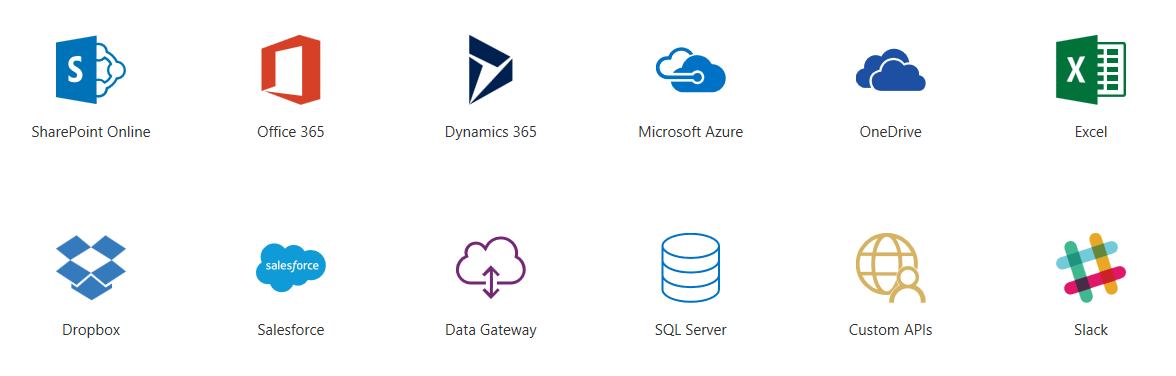 S
X
SharePoint Online
Office 365
Dynamics 365
Microsoft Azure
OneDrive
Excel
salesforce
Dropbox
Salesforce
Data Gateway
SQL Server
Custom APIs
Slack